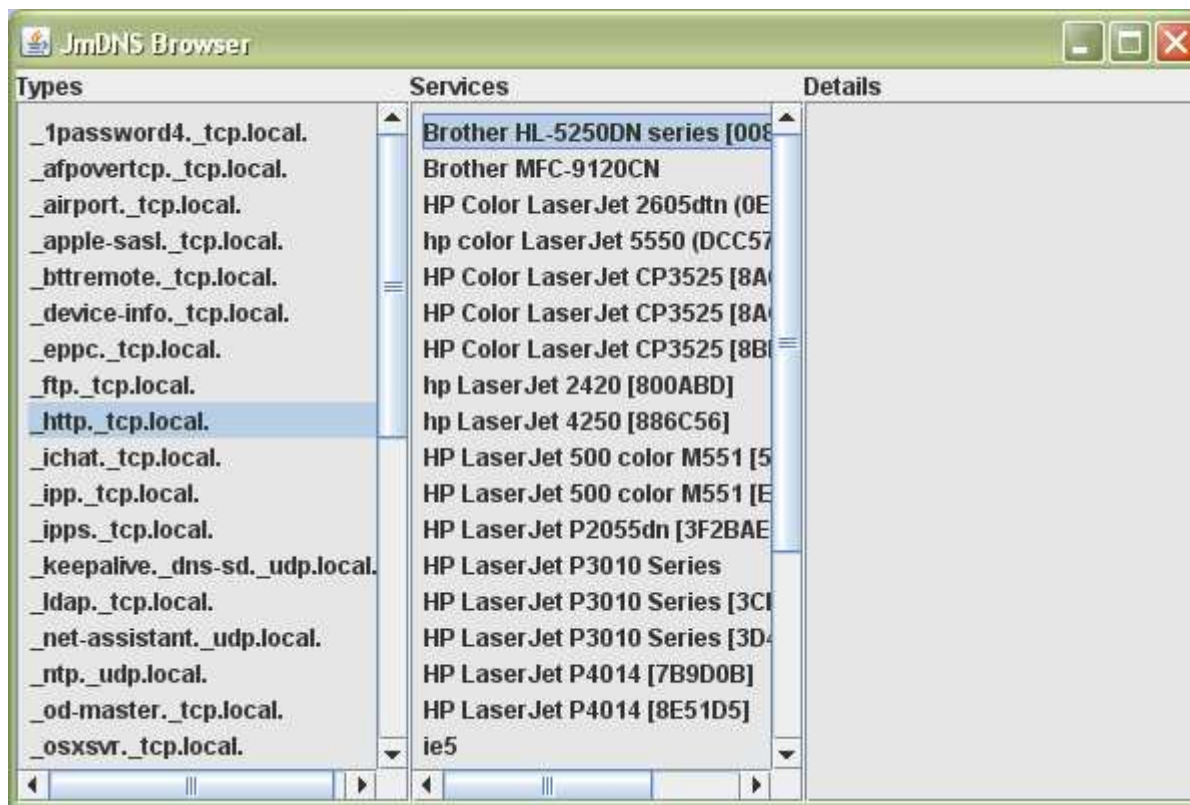 JmDNS Browser
Types
_1password4._tcp.local.
_afpovertcp._tcp.local.
_airport._tcp.local.
_apple-sasl._tcp.local.
_bttremote._tcp.local.
_device-info._tcp.local.
_eppc._tcp.local.
_ftp._tcp.local.
_http._tcp.local.
_ichat._tcp.local.
_ipp._tcp.local.
_ipps._tcp.local.
_keepalive._dns-sd._udp.local.
_ldap._tcp.local.
_net-assistant._udp.local.
_ntp._udp.local.
_od-master._tcp.local.
_osxsvr._tcp.local.
Services
Brother HL-5250DN series [008
Brother MFC-9120CN
HP Color LaserJet 2605dtn (0E
hp color LaserJet 5550 (DCC57
HP Color LaserJet CP3525 [8A
HP Color LaserJet CP3525 [8A
HP Color LaserJet CP3525 [8B
hp LaserJet 2420 [800ABD]
hp LaserJet 4250 [886C56]
HP LaserJet 500 color M551 [5
HP LaserJet 500 color M551 [E
HP LaserJet P2055dn [3F2BAE
HP LaserJet P3010 Series
HP LaserJet P3010 Series [3C
HP LaserJet P3010 Series [3D
HP LaserJet P4014 [7B9D0B]
HP LaserJet P4014 [8E51D5]
ie5
Details